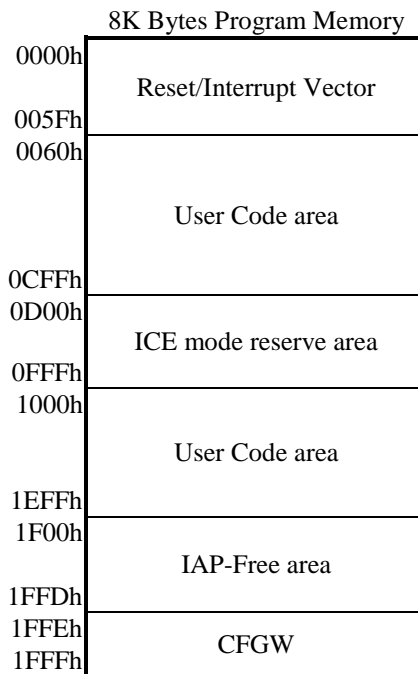 8K Bytes Program Memory
0000h
Reset/Interrupt Vector
005Fh
0060h
User Code area
0CFFh
0D00h
ICE mode reserve area
0FFFh
1000h
User Code area
1EFFh
1F00h
IAP-Free area
1FFDh
1FFEh
CFGW
1FFFh